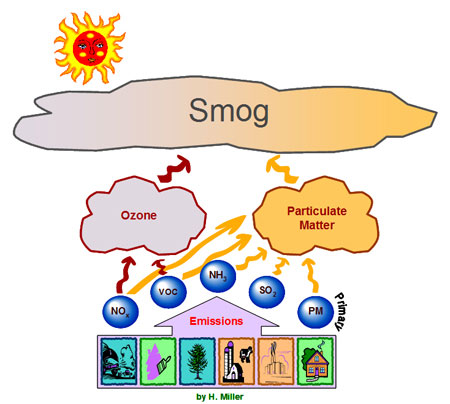 Smog
Ozone
Particulate
Matter
NOx
VOC
NH3
SO2
PM
Primary
Emissions
by H. Miller